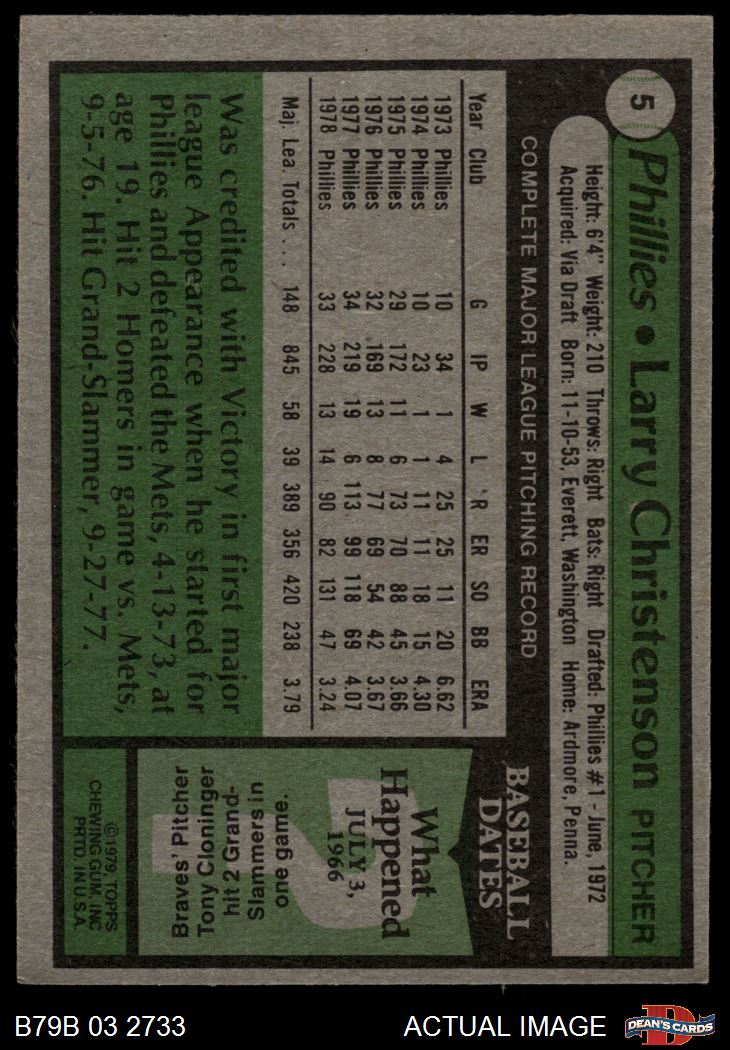 5
Phillies • Larry Christenson PITCHER
Height: 6'4" Weight: 210 Throws: Right Bats: Right Drafted: Phillies #1 - June, 1972
Acquired: Via Draft Born: 11-10-53, Everett, Washington Home: Ardmore, Penna.
COMPLETE MAJOR LEAGUE PITCHING RECORD
Year Club G IP W L R ER SO BB ERA
1973 Phillies 10 34 1 4 25 25 11 20 6.62
1974 Phillies 10 23 1 1 11 11 18 15 4.30
1975 Phillies 29 172 11 6 73 70 88 45 3.66
1976 Phillies 32 169 13 8 77 69 54 42 3.67
1977 Phillies 34 219 19 6 113 99 118 69 4.07
1978 Phillies 33 228 13 14 90 82 131 47 3.24
Maj. Lea. Totals . . . 148 845 58 39 389 356 420 238 3.79
Was credited with Victory in first major
league Appearance when he started for
Phillies and defeated the Mets, 4-13-73, at
age 19. Hit 2 Homers in game vs. Mets,
9-5-76. Hit Grand-Slammer, 9-27-77.
BASEBALL
DATES
What
Happened
JULY 3,
1966
?
Braves' Pitcher
Tony Cloninger
hit 2 Grand-
Slammers in
one game.
©1979, TOPPS
CHEWING GUM, INC
PRTD. IN U.S.A.
B79B 03 2733 ACTUAL IMAGE
D
DEAN'S CARDS